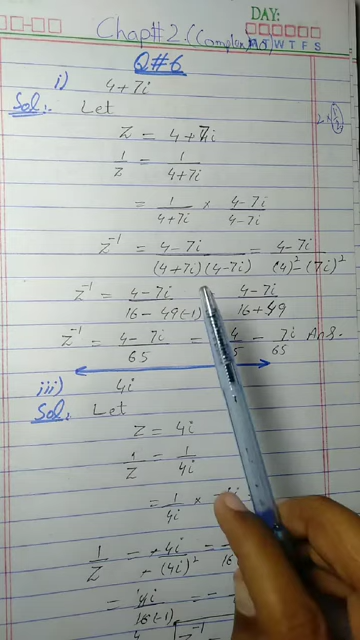 DAY:
Chap# 2. (Complex No)
M T W T F S
Q#6
i) 4+7i
Sol:. Let
Z = 4+7i
1/Z = 1/(4+7i)
= 1/(4+7i) × (4-7i)/(4-7i)
Z⁻¹ = (4-7i)/((4+7i)(4-7i)) = (4-7i)/((4)²-(7i)²)
Z⁻¹ = (4-7i)/(16-49(-1)) (4-7i)/(16+49)
Z⁻¹ = (4-7i)/65 = - 7i/65 Ans.
iii) 4i
Sol:. Let
Z = 4i
1/Z = 1/4i
= 1/4i ×
1/Z = -4i/-(4i)² =
= 4i/16(-1) =
Z⁻¹